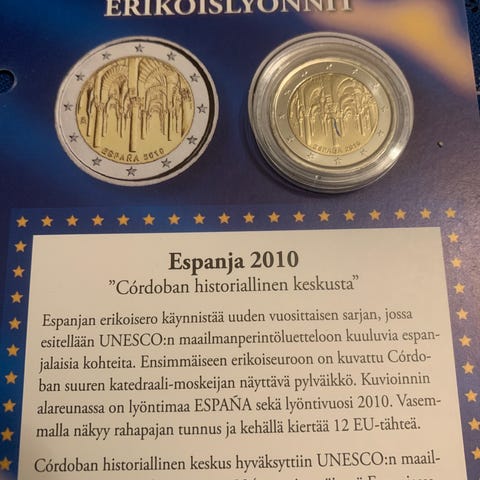 ERIKOISLYÖNNIT
ESPAÑA 2010
ESPAÑA 2010
Espanja 2010
"Córdoban historiallinen keskusta"
Espanjan erikoisero käynnistää uuden vuosittaisen sarjan, jossa
esitellään UNESCO:n maailmanperintöluetteloon kuuluvia espan-
jalaisia kohteita. Ensimmäiseen erikoiseuroon on kuvattu Córdo-
ban suuren katedraali-moskeijan näyttävä pylväikkö. Kuvioinnin
alareunassa on lyöntimaa ESPAÑA sekä lyöntivuosi 2010. Vasem-
malla näkyy rahapajan tunnus ja kehällä kiertää 12 EU-tähteä.
Córdoban historiallinen keskus hyväksyttiin UNESCO:n maail-